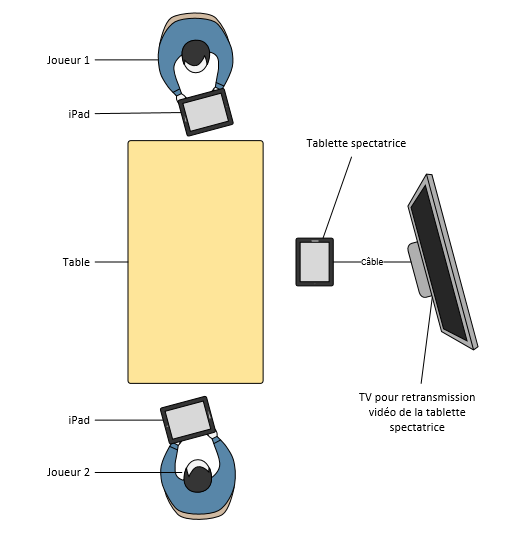 Joueur 1
iPad
Tablette spectatrice
Table
Câble
TV pour retransmission
vidéo de la tablette
spectatrice
iPad
Joueur 2